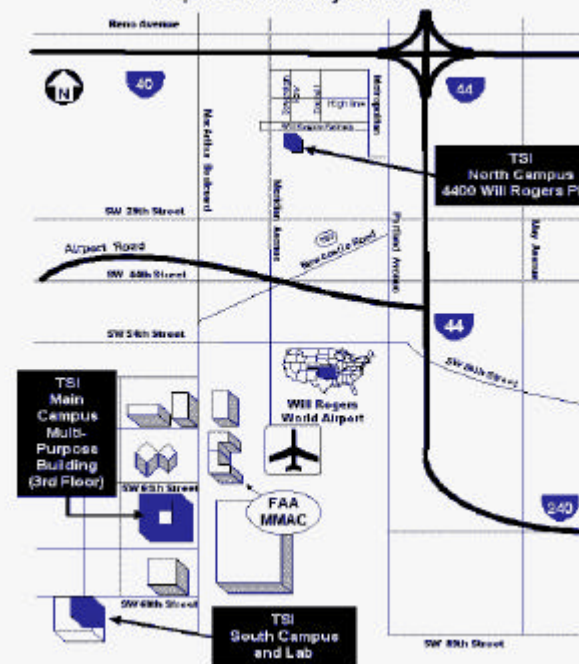 Reno Avenue
40
44
N
MacArthur Boulevard
Meridian Avenue
High line
Metropolitan
TSI
North Campus
4400 Will Rogers
SW 29th Street
Portland Avenue
May Avenue
Newcastle Road
Airport Road
SW 44th Street
44
SW 54th Street
TSI
Main
Campus
Multi-
Purpose
Building
(3rd Floor)
Will Rogers
World Airport
FAA
MMAC
240
TSI
South Campus
and Lab
SW 89th Street